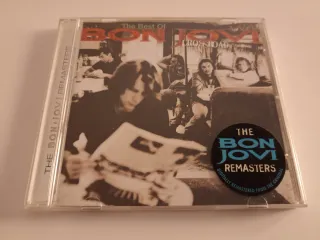 The Best Of
BON JOVI
CROSS ROAD
THE BON JOVI REMASTERS
THE
BON
JOVI
REMASTERS